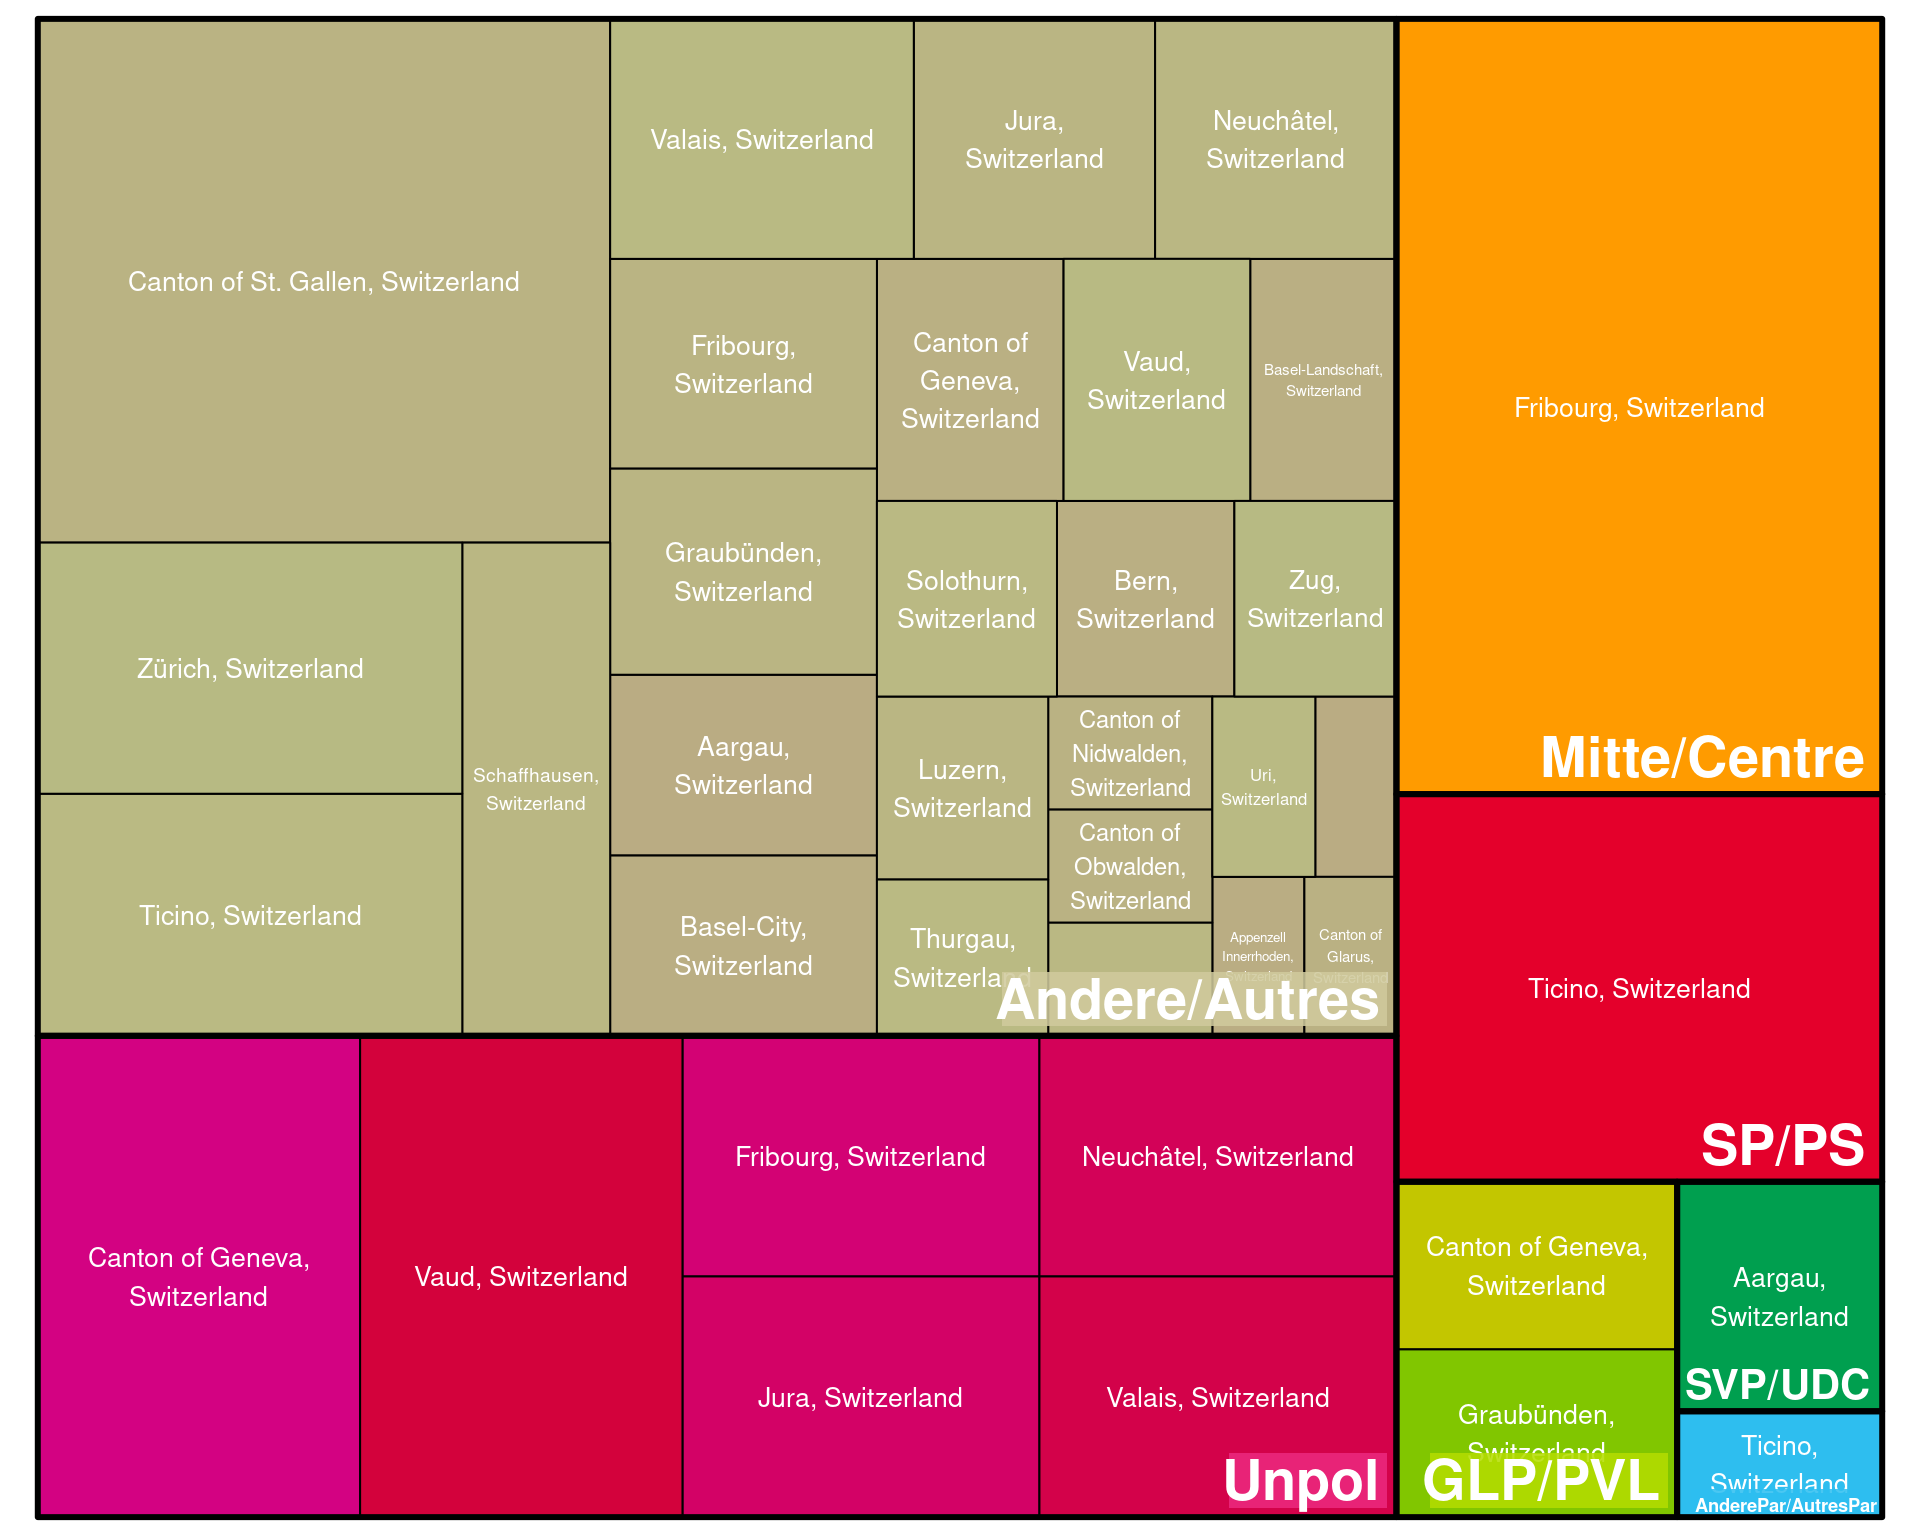 Canton of St. Gallen, Switzerland
Valais, Switzerland
Jura,
Switzerland
Neuchâtel,
Switzerland
Fribourg,
Switzerland
Canton of
Geneva,
Switzerland
Vaud,
Switzerland
Basel-Landschaft,
Switzerland
Graubünden,
Switzerland
Solothurn,
Switzerland
Bern,
Switzerland
Zug,
Switzerland
Zürich, Switzerland
Schaffhausen,
Switzerland
Ticino, Switzerland
Aargau,
Switzerland
Luzern,
Switzerland
Canton of
Nidwalden,
Switzerland
Uri,
Switzerland
Canton of
Obwalden,
Switzerland
Basel-City,
Switzerland
Thurgau,
Switzerland
Appenzell
Innerrhoden,
Switzerland
Canton of
Glarus,
Switzerland
Andere/Autres
Fribourg, Switzerland
Mitte/Centre
Ticino, Switzerland
SP/PS
Canton of Geneva,
Switzerland
Vaud, Switzerland
Fribourg, Switzerland
Neuchâtel, Switzerland
Jura, Switzerland
Valais, Switzerland
Unpol
Canton of Geneva,
Switzerland
Graubünden,
Switzerland
GLP/PVL
Aargau,
Switzerland
SVP/UDC
Ticino,
Switzerland
AnderePar/AutresPar